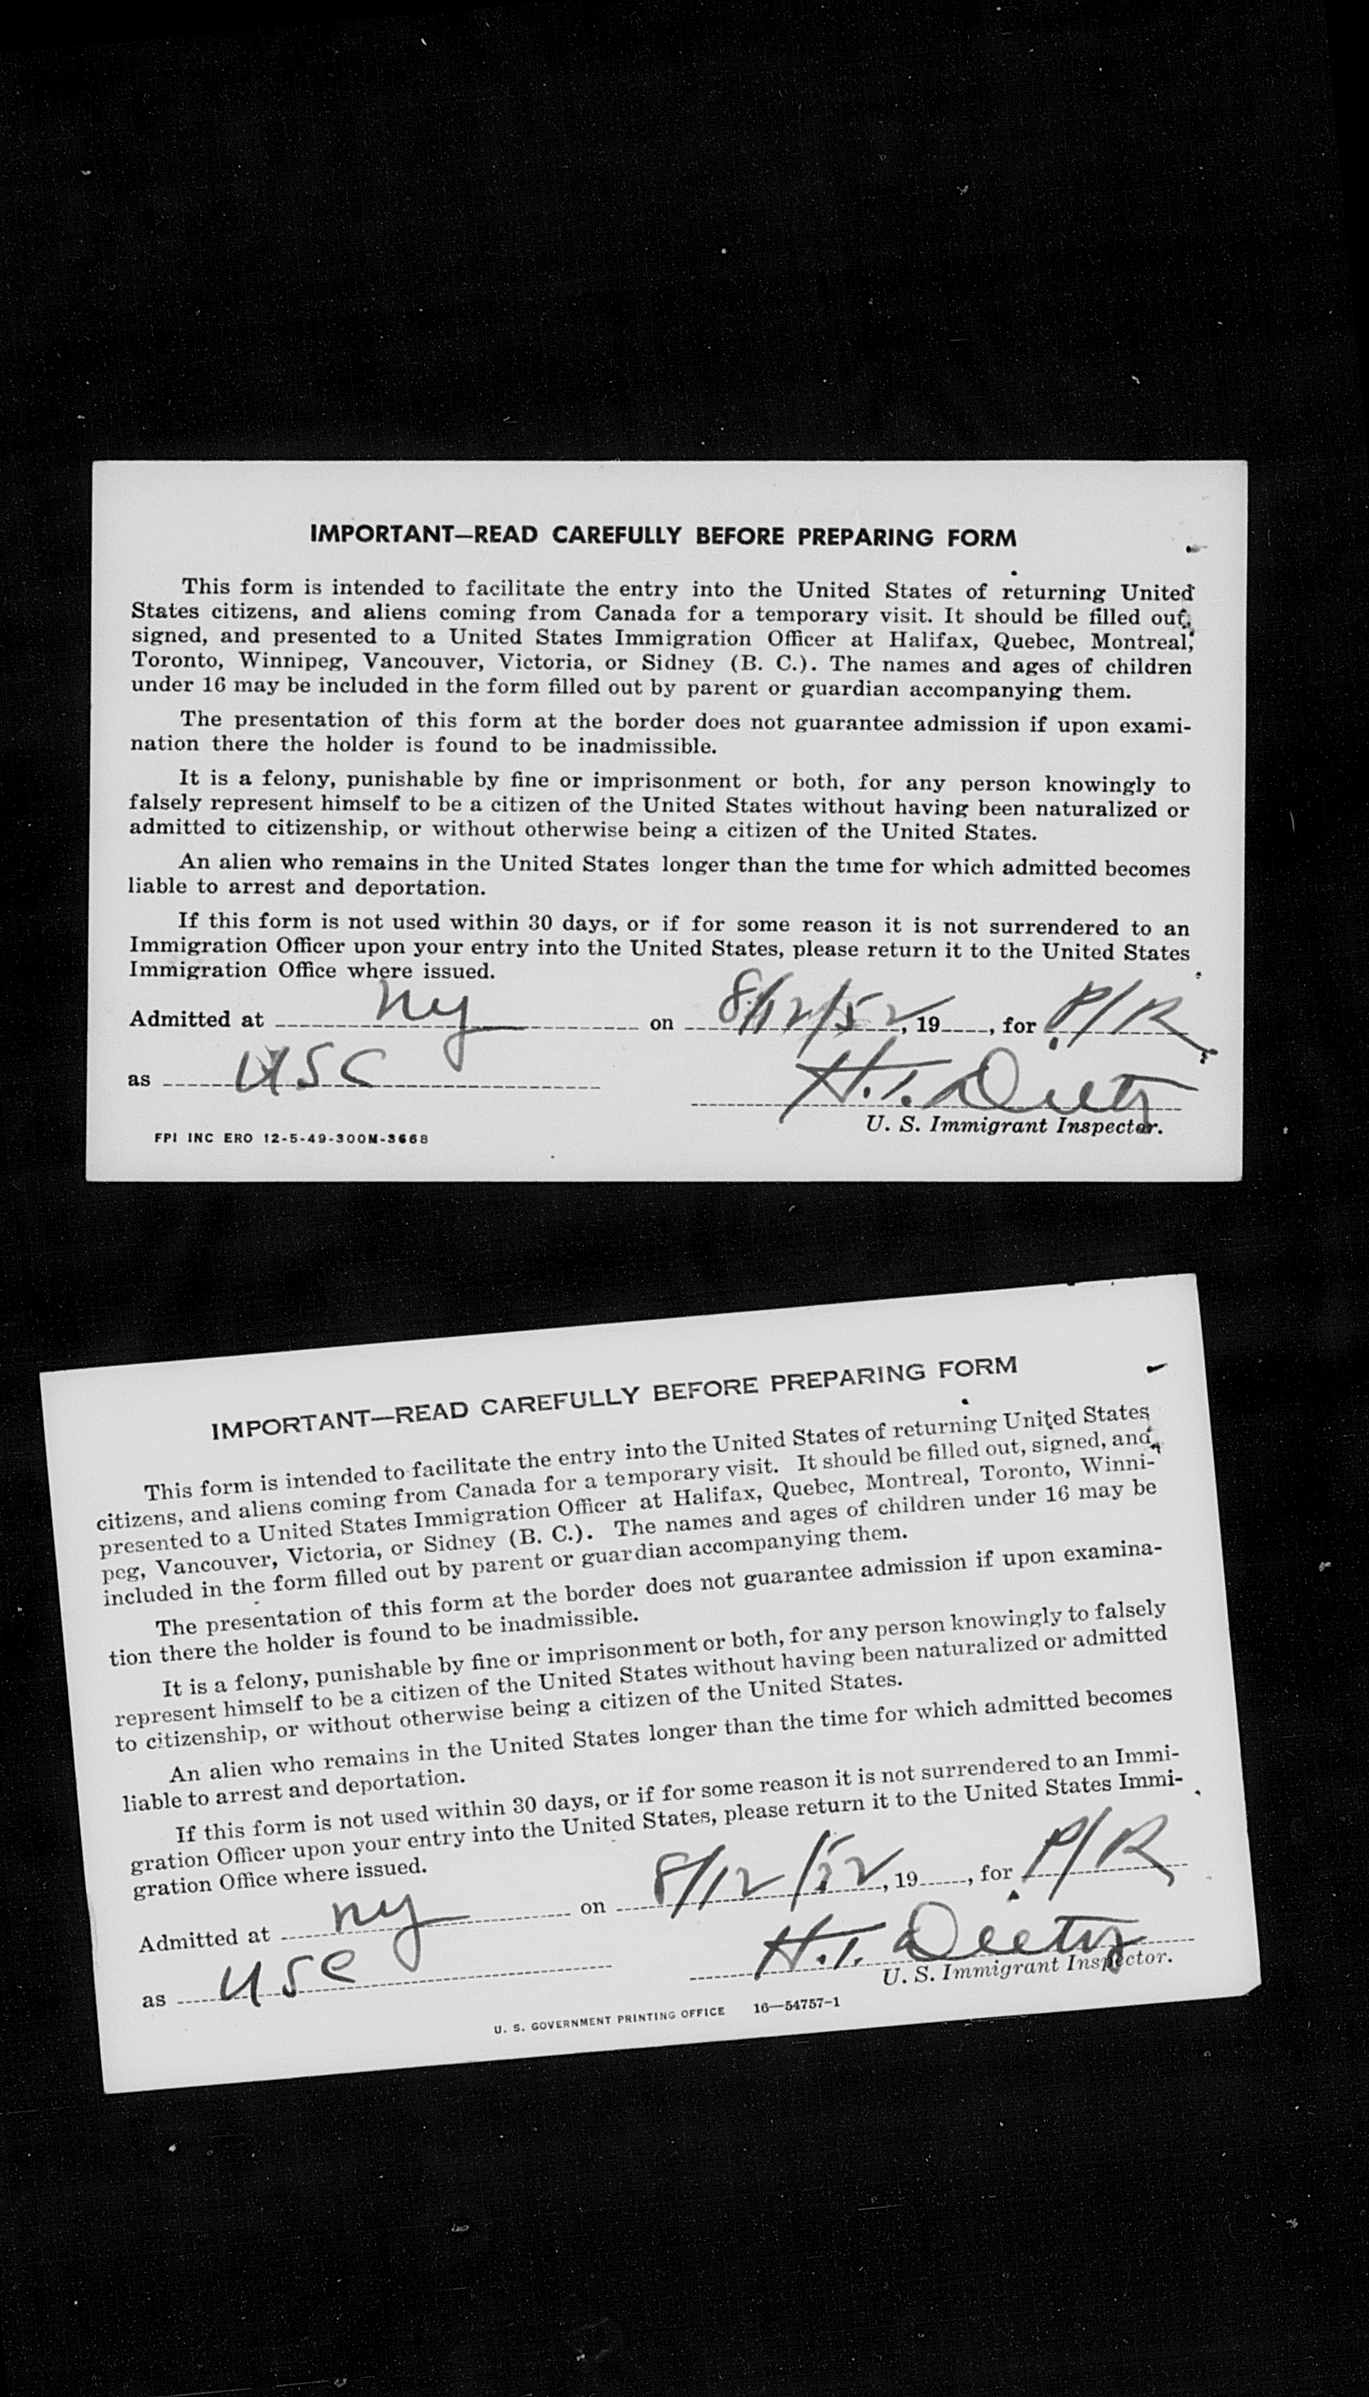 IMPORTANT—READ CAREFULLY BEFORE PREPARING FORM
This form is intended to facilitate the entry into the United States of returning United
States citizens, and aliens coming from Canada for a temporary visit. It should be filled out,
signed, and presented to a United States Immigration Officer at Halifax, Quebec, Montreal,
Toronto, Winnipeg, Vancouver, Victoria, or Sidney (B. C.). The names and ages of children
under 16 may be included in the form filled out by parent or guardian accompanying them.
The presentation of this form at the border does not guarantee admission if upon exami-
nation there the holder is found to be inadmissible.
It is a felony, punishable by fine or imprisonment or both, for any person knowingly to
falsely represent himself to be a citizen of the United States without having been naturalized or
admitted to citizenship, or without otherwise being a citizen of the United States.
An alien who remains in the United States longer than the time for which admitted becomes
liable to arrest and deportation.
If this form is not used within 30 days, or if for some reason it is not surrendered to an
Immigration Officer upon your entry into the United States, please return it to the United States
Immigration Office where issued.
Admitted at NY on 8/12/52, 19____, for P/R
as USC H.T. Dietz
U. S. Immigrant Inspector.
FPI INC ERO 12-5-49-300M-3668
IMPORTANT—READ CAREFULLY BEFORE PREPARING FORM
This form is intended to facilitate the entry into the United States of returning United States
citizens, and aliens coming from Canada for a temporary visit. It should be filled out, signed, and
presented to a United States Immigration Officer at Halifax, Quebec, Montreal, Toronto, Winni-
peg, Vancouver, Victoria, or Sidney (B. C.). The names and ages of children under 16 may be
included in the form filled out by parent or guardian accompanying them.
The presentation of this form at the border does not guarantee admission if upon examina-
tion there the holder is found to be inadmissible.
It is a felony, punishable by fine or imprisonment or both, for any person knowingly to falsely
represent himself to be a citizen of the United States without having been naturalized or admitted
to citizenship, or without otherwise being a citizen of the United States.
An alien who remains in the United States longer than the time for which admitted becomes
liable to arrest and deportation.
If this form is not used within 30 days, or if for some reason it is not surrendered to an Immi-
gration Officer upon your entry into the United States, please return it to the United States Immi-
gration Office where issued.
Admitted at NY on 8/12/52, 19____, for P/R
as USC H.T. Dietz
U. S. Immigrant Inspector.
U. S. GOVERNMENT PRINTING OFFICE 16—54757-1